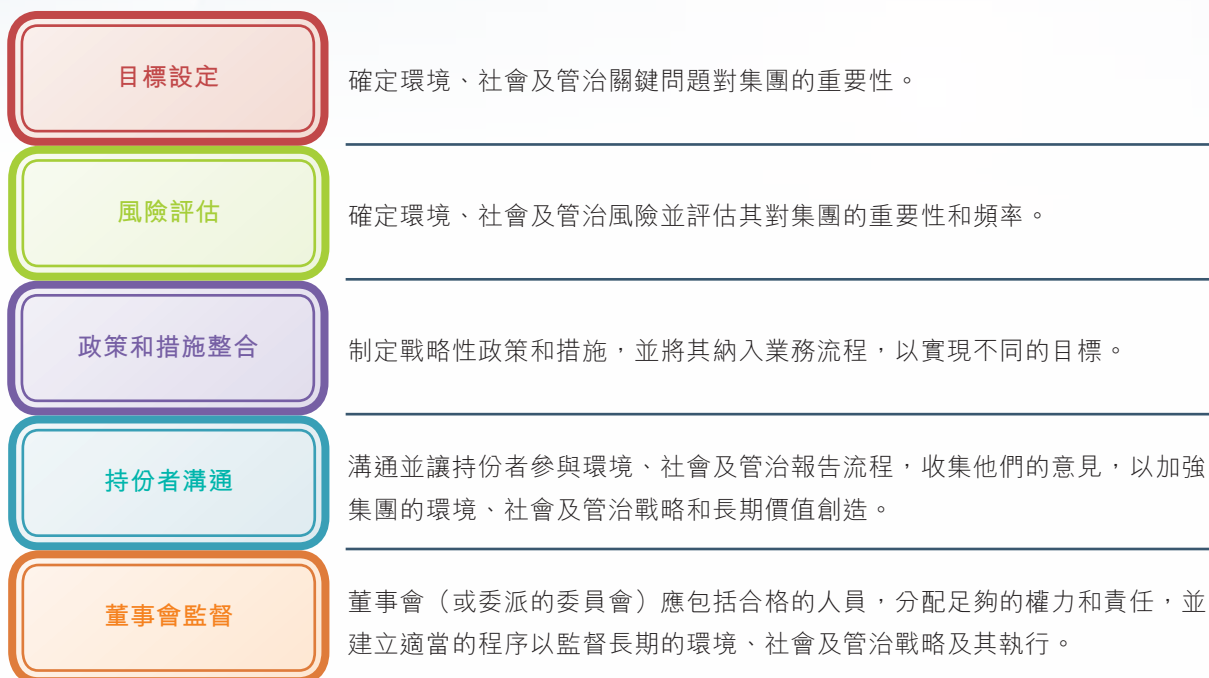 目標設定
確定環境、社會及管治關鍵問題對集團的重要性。
風險評估
確定環境、社會及管治風險並評估其對集團的重要性和頻率。
政策和措施整合
制定戰略性政策和措施，並將其納入業務流程，以實現不同的目標。
持份者溝通
溝通並讓持份者參與環境、社會及管治報告流程，收集他們的意見，以加強
集團的環境、社會及管治戰略和長期價值創造。
董事會監督
董事會（或委派的委員會）應包括合格的人員，分配足夠的權力和責任，並
建立適當的程序以監督長期的環境、社會及管治戰略及其執行。